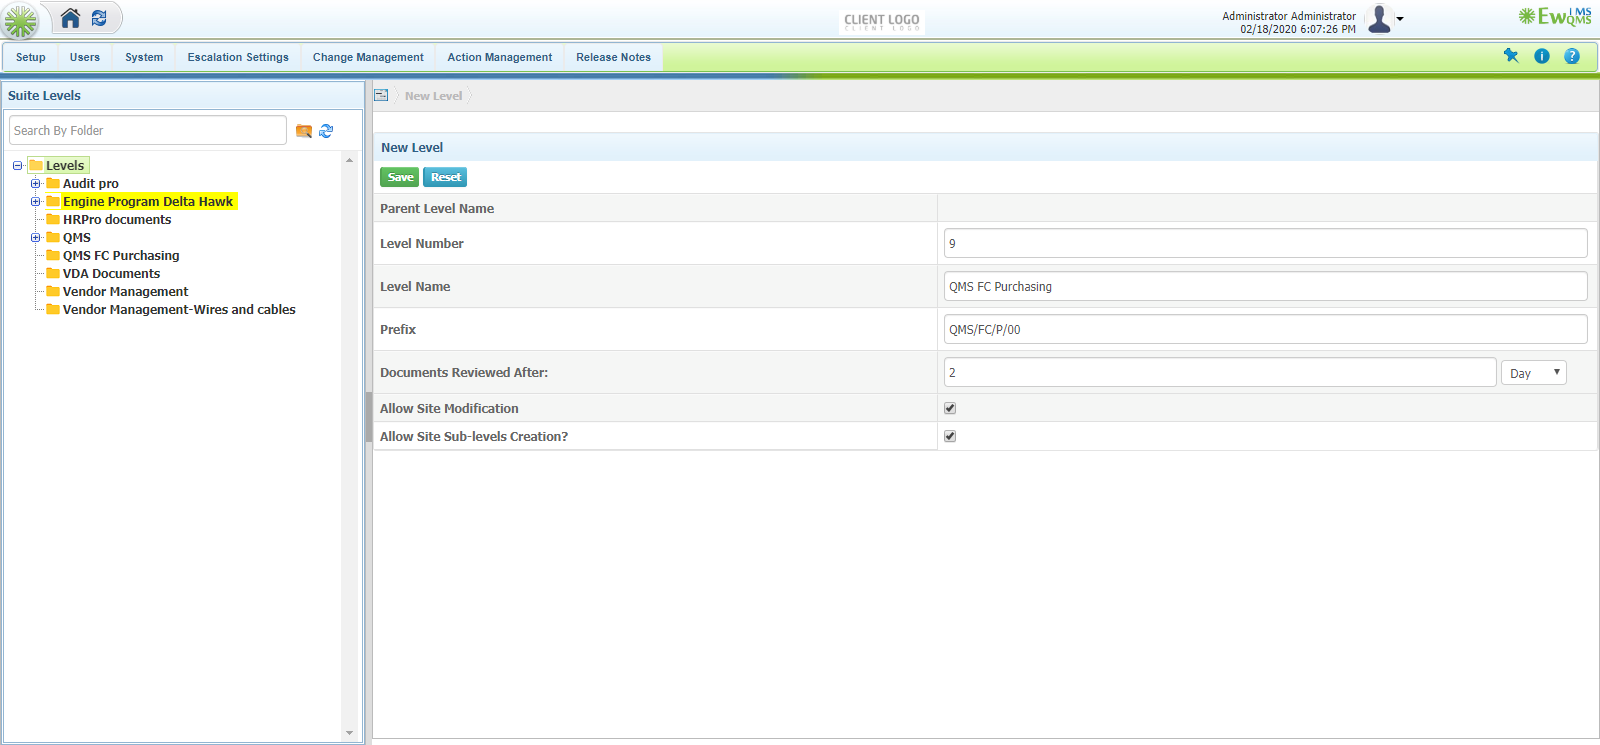 CLIENT LOGO
CLIENT LOGO
Administrator Administrator
02/18/2020 6:07:26 PM
EwQMS
IMS
Setup Users System Escalation Settings Change Management Action Management Release Notes
Suite Levels
Search By Folder
Levels
Audit pro
Engine Program Delta Hawk
HRPro documents
QMS
QMS FC Purchasing
VDA Documents
Vendor Management
Vendor Management-Wires and cables
New Level
New Level
Save Reset
Parent Level Name
Level Number 9
Level Name QMS FC Purchasing
Prefix QMS/FC/P/00
Documents Reviewed After: 2 Day
Allow Site Modification
Allow Site Sub-levels Creation?